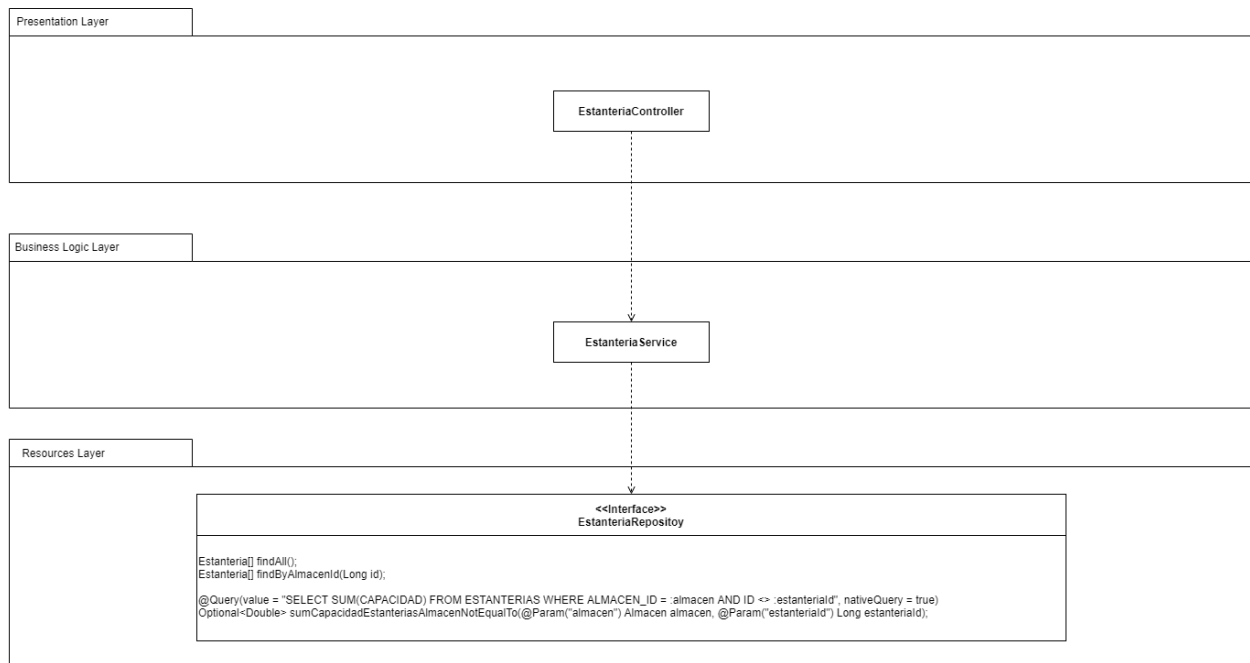 Presentation Layer
EstanteriaController
Business Logic Layer
EstanteriaService
Resources Layer
<<Interface>>
EstanteriaRepositoy
Estanteria[] findAll();
Estanteria[] findByAlmacenId(Long id);
@Query(value = "SELECT SUM(CAPACIDAD) FROM ESTANTERIAS WHERE ALMACEN_ID = :almacen AND ID <> :estanteriaId", nativeQuery = true)
Optional<Double> sumCapacidadEstanteriasAlmacenNotEqualTo(@Param("almacen") Almacen almacen, @Param("estanteriaId") Long estanteriaId);